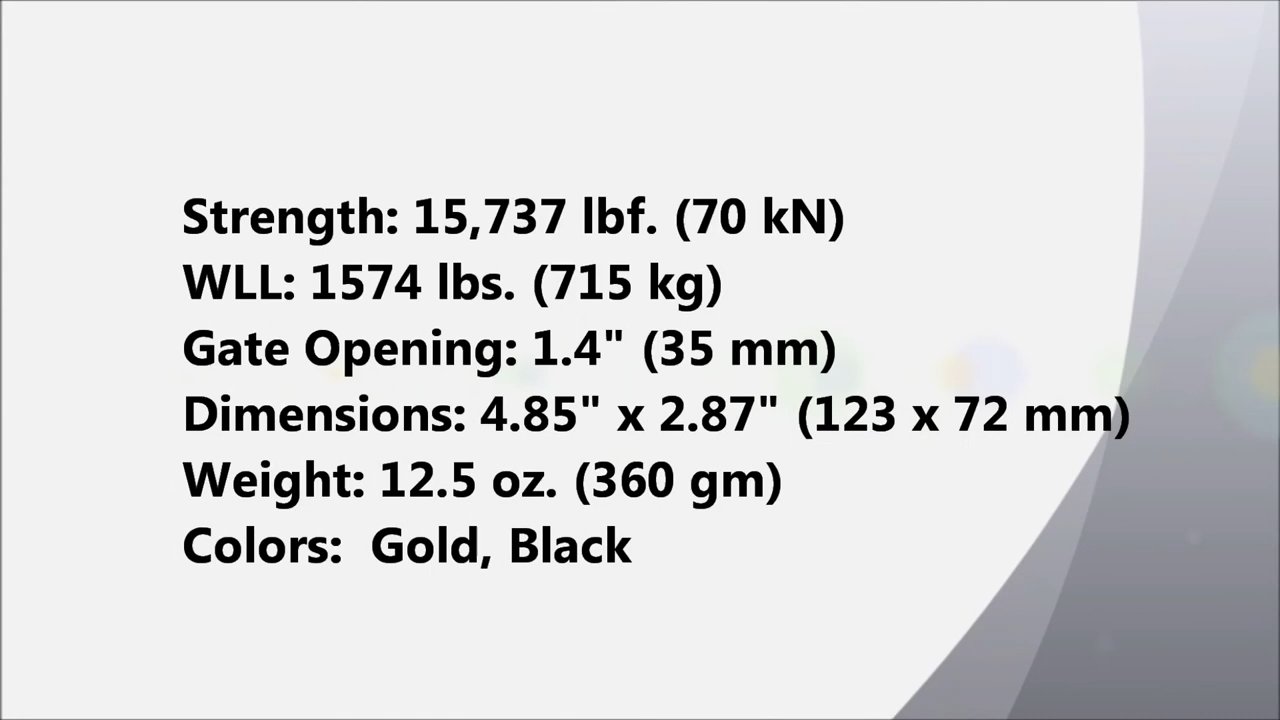 Strength: 15,737 lbf. (70 kN)
WLL: 1574 lbs. (715 kg)
Gate Opening: 1.4" (35 mm)
Dimensions: 4.85" x 2.87" (123 x 72 mm)
Weight: 12.5 oz. (360 gm)
Colors:  Gold, Black